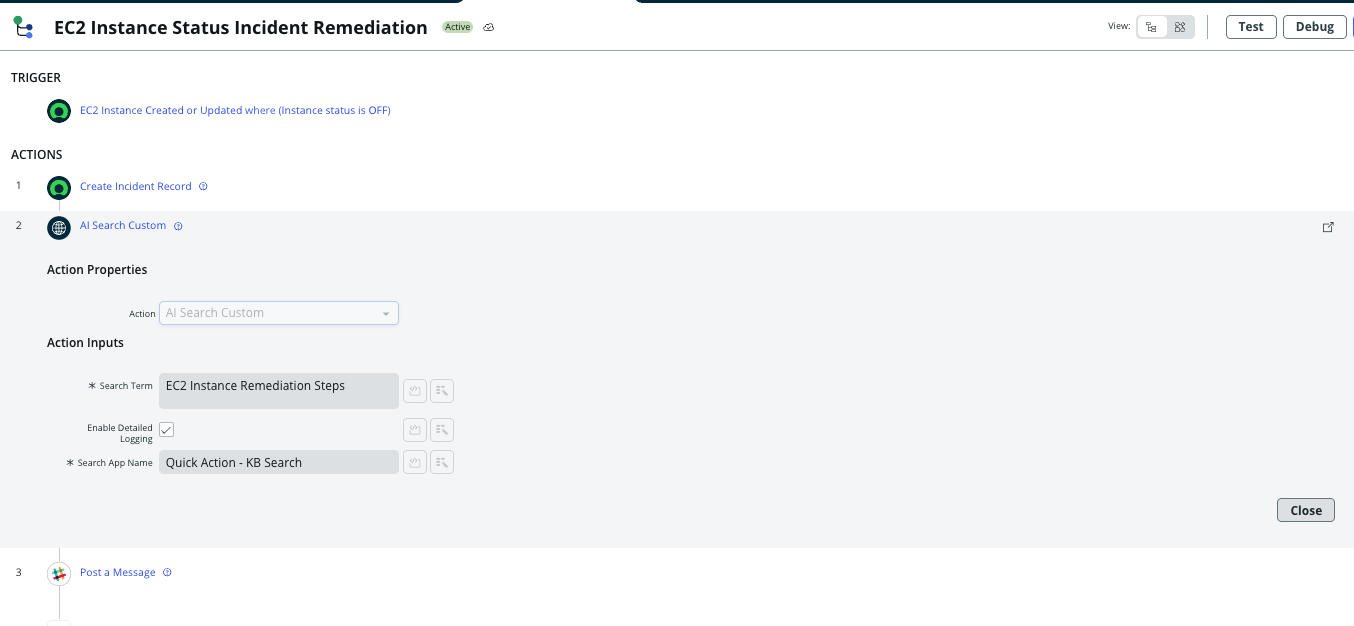 EC2 Instance Status Incident Remediation Active
View:
Test
Debug
TRIGGER
EC2 Instance Created or Updated where (Instance status is OFF)
ACTIONS
1 Create Incident Record
2 AI Search Custom
Action Properties
Action AI Search Custom
Action Inputs
* Search Term EC2 Instance Remediation Steps
Enable Detailed
Logging
* Search App Name Quick Action - KB Search
Close
3 Post a Message